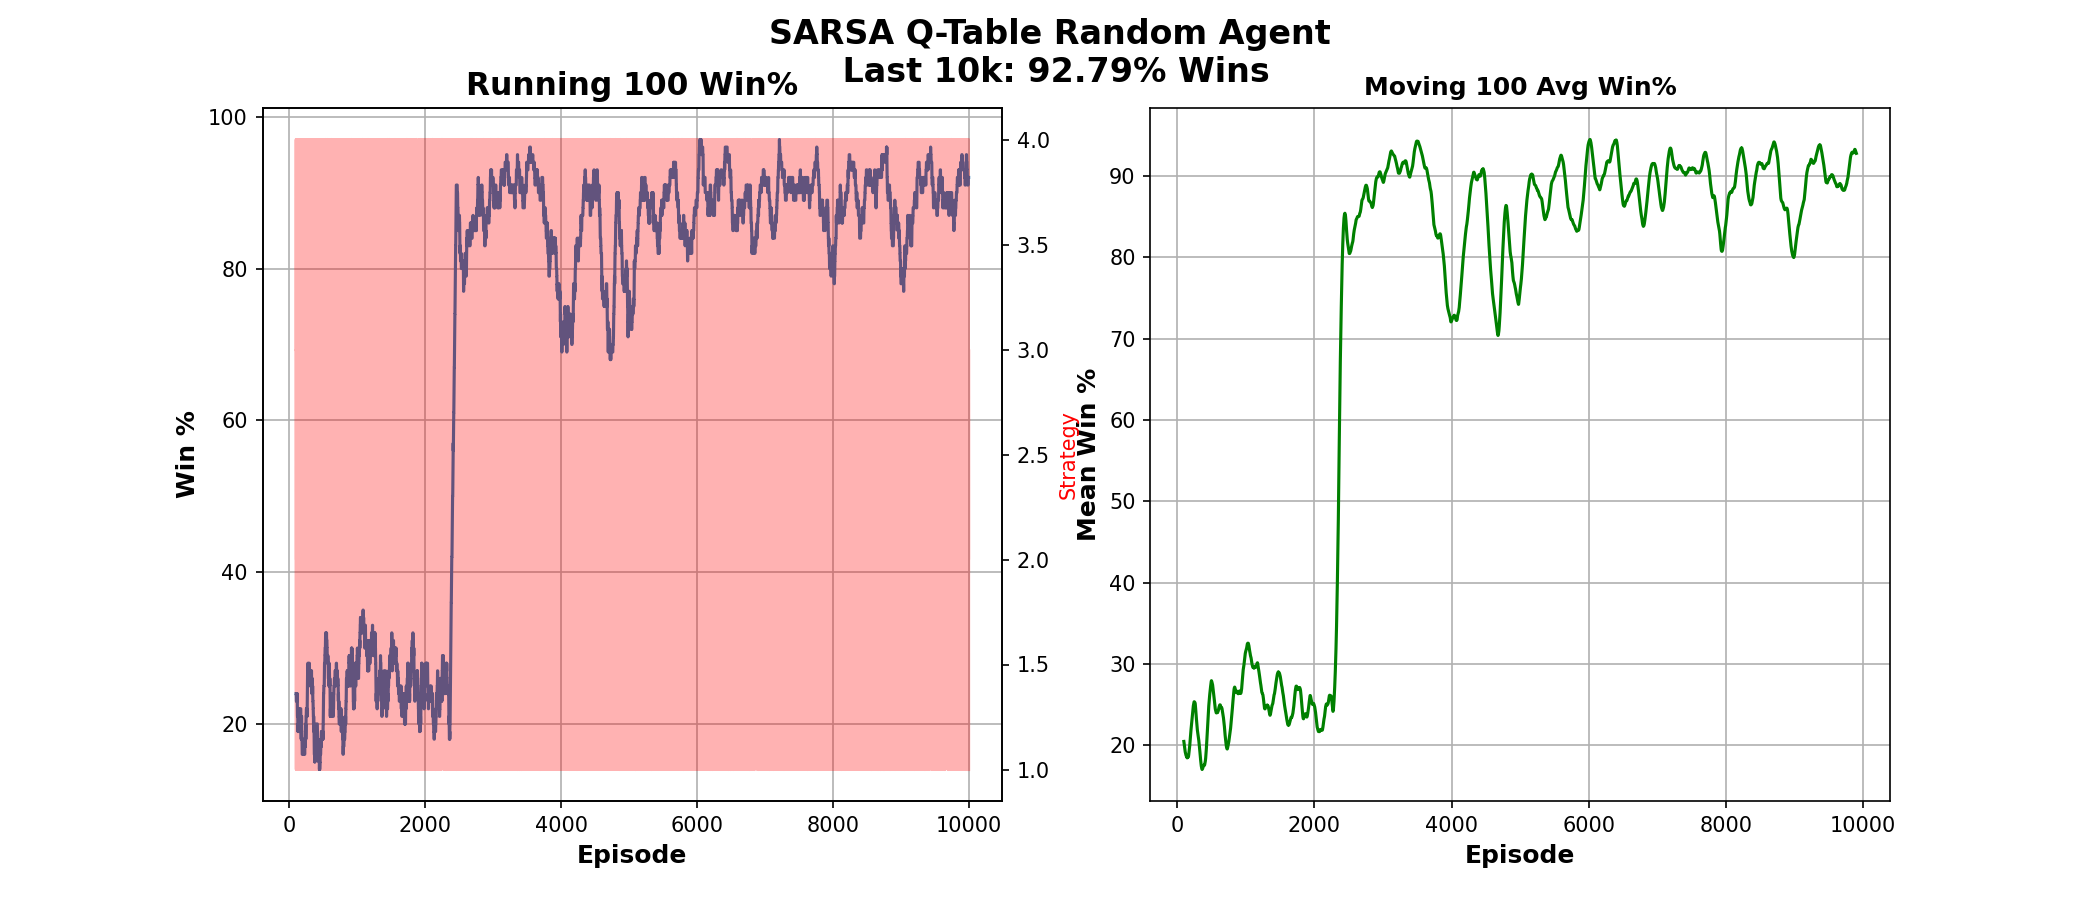 SARSA Q-Table Random Agent
Last 10k: 92.79% Wins
Running 100 Win%
Win %
100
80
60
40
20
4.0
3.5
3.0
2.5
2.0
1.5
1.0
Strategy
0 2000 4000 6000 8000 10000
Episode
Moving 100 Avg Win%
Mean Win %
90
80
70
60
50
40
30
20
0 2000 4000 6000 8000 10000
Episode